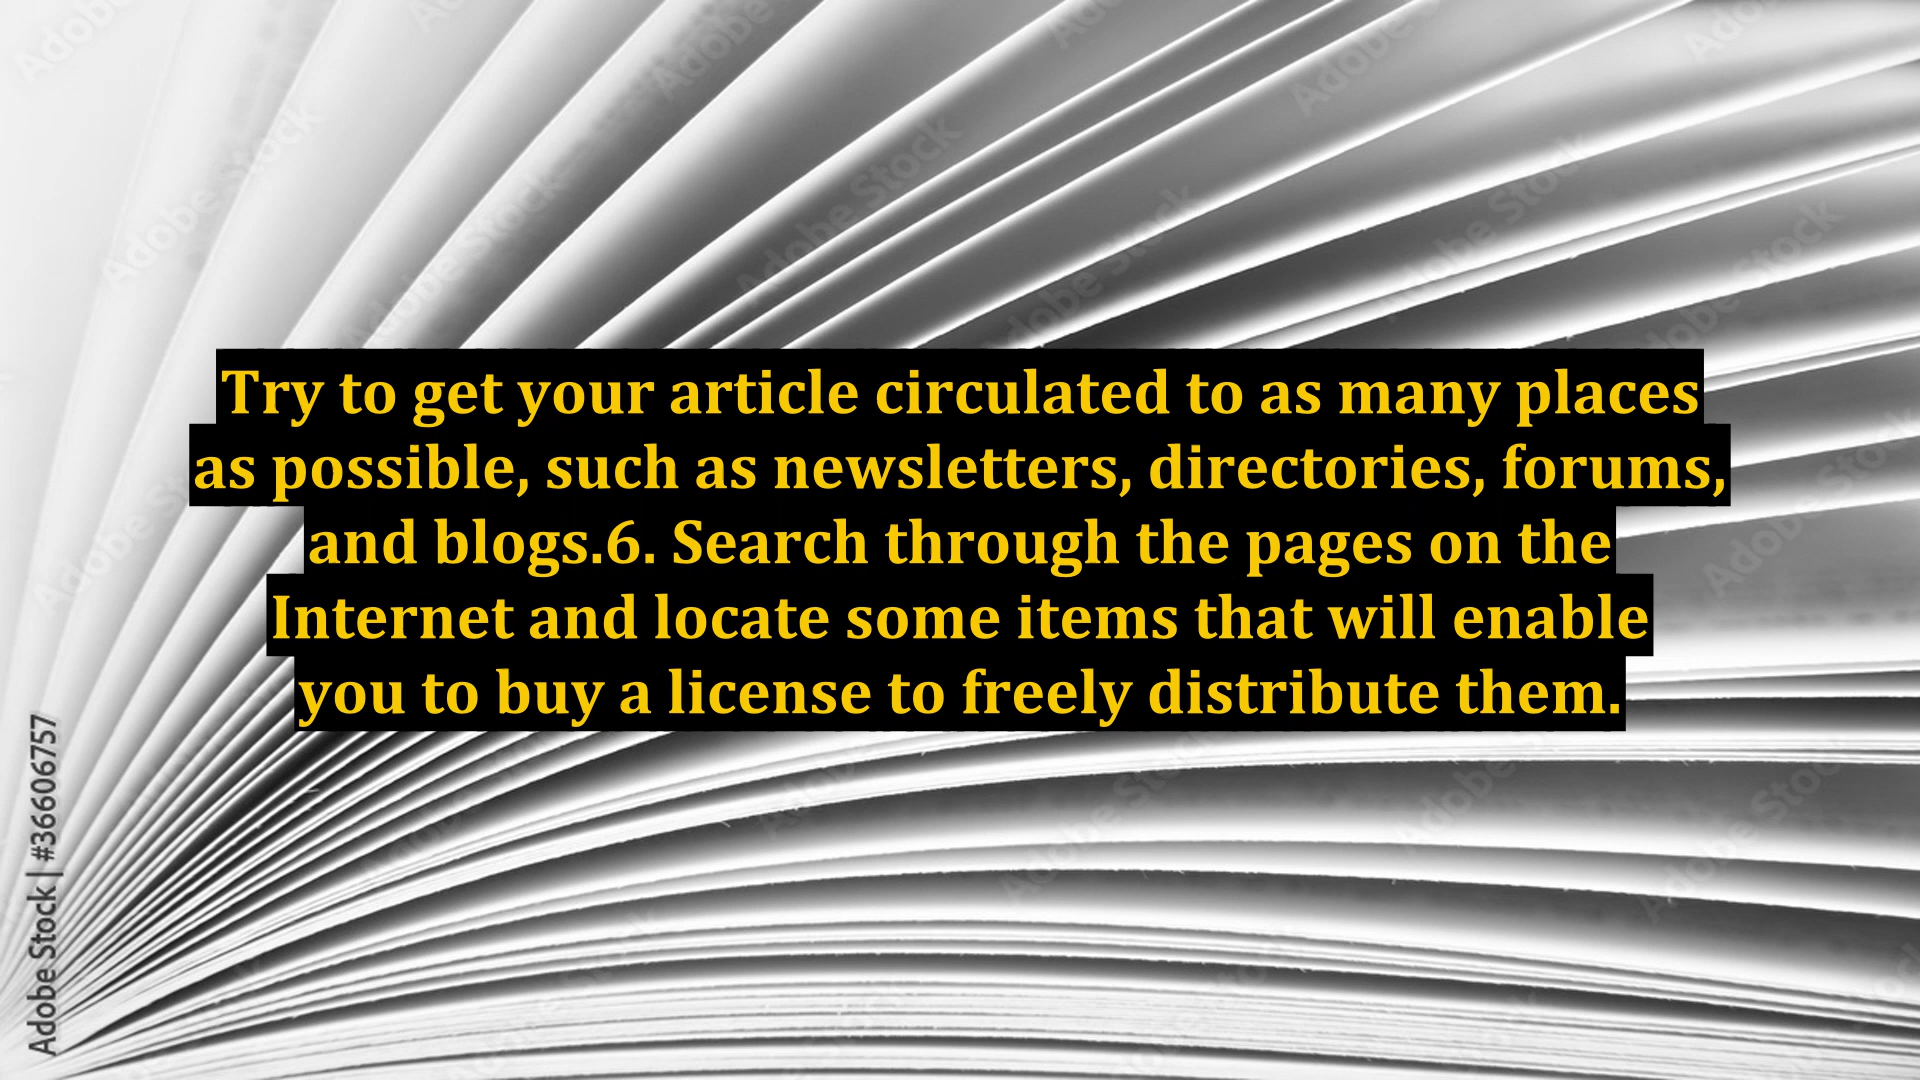 Try to get your article circulated to as many places
as possible, such as newsletters, directories, forums,
and blogs.6. Search through the pages on the
Internet and locate some items that will enable
you to buy a license to freely distribute them.
Adobe Stock | #36606757